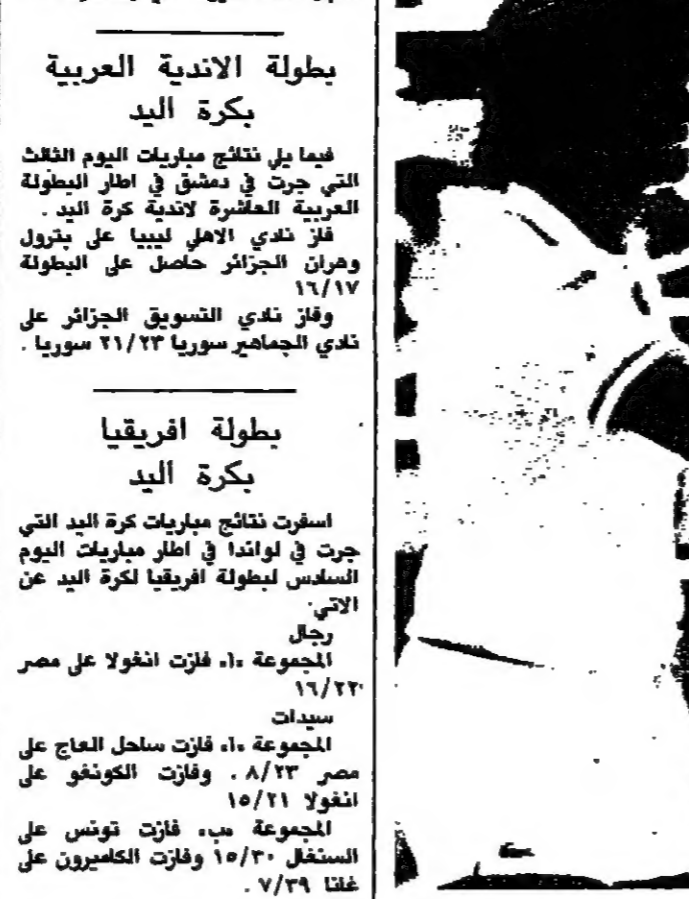 بطولة الاندية العربية
بكرة اليد
فيما يلي نتائج مباريات اليوم الثالث
التي جرت في دمشق في اطار البطولة
العربية العاشرة لاندية كرة اليد .
فاز نادي الاهلي ليبيا على بترول
وهران الجزائر حاصل على البطولة
١٦/١٧
وفاز نادي التسويق الجزائر على
نادي الجماهير سوريا ٢١/٢٣ سوريا .
بطولة افريقيا
بكرة اليد
اسفرت نتائج مباريات كرة اليد التي
جرت في لواندا في اطار مباريات اليوم
السادس لبطولة افريقيا لكرة اليد عن
الاتي
رجال
المجموعة «ا» فازت انغولا على مصر
١٦/٢٢
سيدات
المجموعة «ا» فازت ساحل العاج على
مصر ٨/٢٣ . وفازت الكونغو على
انغولا ١٥/٢١
المجموعة «ب» فازت تونس على
السنغال ١٥/٣٠ وفازت الكاميرون على
غانا ٧/٣٩ .